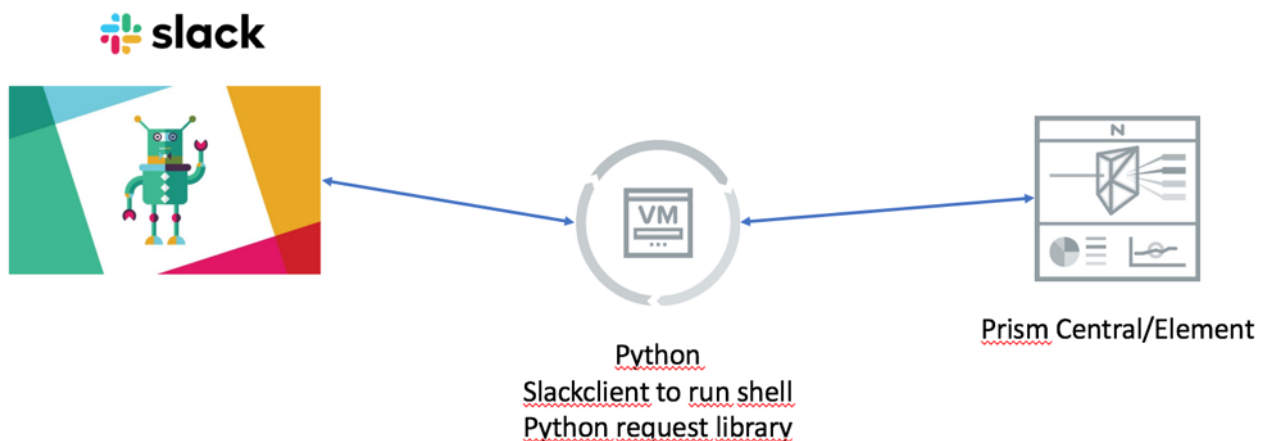 slack
N
VM
Prism Central/Element
Python
Slackclient to run shell
Python request library